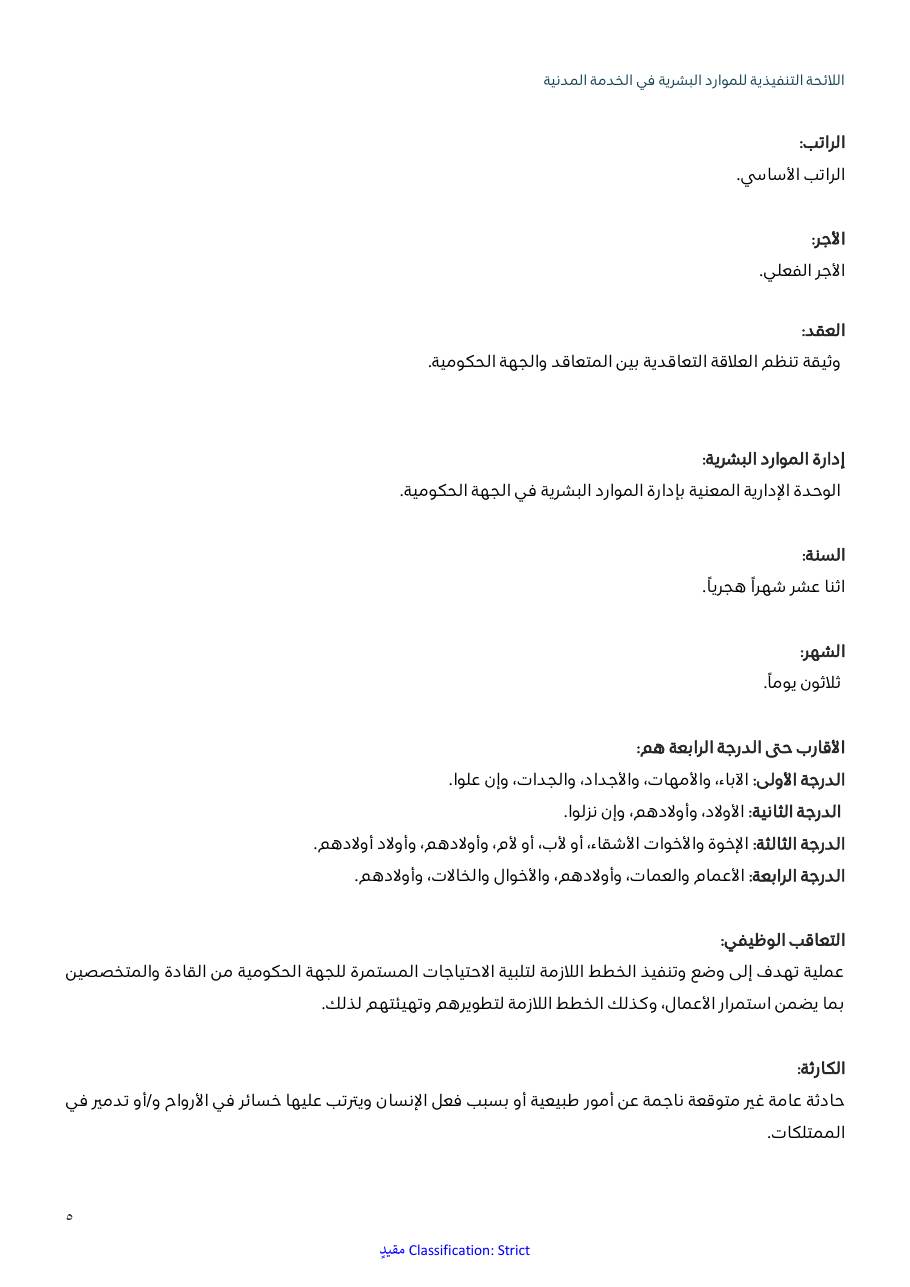 اللائحة التنفيذية للموارد البشرية في الخدمة المدنية
الراتب:
الراتب الأساسي.
الأجر:
الأجر الفعلي.
العقد:
وثيقة تنظم العلاقة التعاقدية بين المتعاقد والجهة الحكومية.
إدارة الموارد البشرية:
الوحدة الإدارية المعنية بإدارة الموارد البشرية في الجهة الحكومية.
السنة:
اثنا عشر شهراً هجرياً.
الشهر:
ثلاثون يوماً.
الأقارب حتى الدرجة الرابعة هم:
الدرجة الأولى: الآباء، والأمهات، والأجداد، والجدات، وإن علوا.
الدرجة الثانية: الأولاد، وأولادهم، وإن نزلوا.
الدرجة الثالثة: الإخوة والأخوات الأشقاء، أو لأب، أو لأم، وأولادهم، وأولاد أولادهم.
الدرجة الرابعة: الأعمام والعمات، وأولادهم، والأخوال والخالات، وأولادهم.
التعاقب الوظيفي:
عملية تهدف إلى وضع وتنفيذ الخطط اللازمة لتلبية الاحتياجات المستمرة للجهة الحكومية من القادة والمتخصصين
بما يضمن استمرار الأعمال، وكذلك الخطط اللازمة لتطويرهم وتهيئتهم لذلك.
الكارثة:
حادثة عامة غير متوقعة ناجمة عن أمور طبيعية أو بسبب فعل الإنسان ويترتب عليها خسائر في الأرواح و/أو تدمير في
الممتلكات.
٥
Classification: Strict مقيدٍ